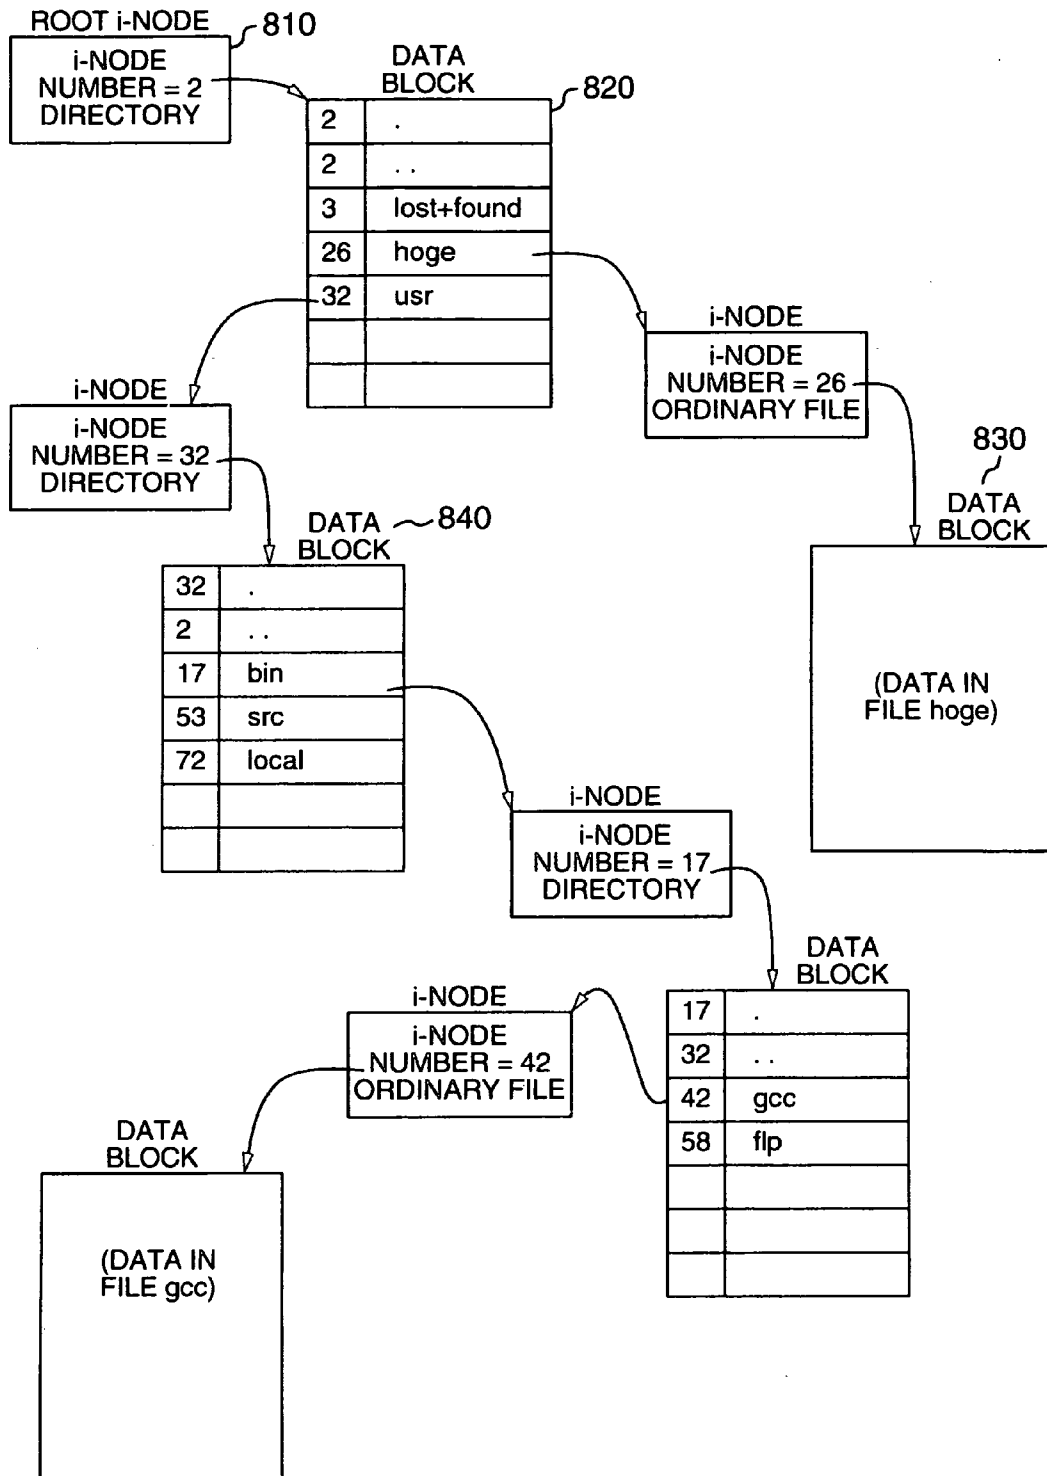 ROOT i-NODE
810
i-NODE
NUMBER = 2
DIRECTORY
DATA
BLOCK
820
2 .
2 . .
3 lost+found
26 hoge
32 usr
i-NODE
i-NODE
NUMBER = 26
ORDINARY FILE
i-NODE
i-NODE
NUMBER = 32
DIRECTORY
830
DATA
BLOCK
(DATA IN
FILE hoge)
DATA
BLOCK
840
32 .
2 . .
17 bin
53 src
72 local
i-NODE
i-NODE
NUMBER = 17
DIRECTORY
DATA
BLOCK
17 .
32 . .
42 gcc
58 flp
i-NODE
i-NODE
NUMBER = 42
ORDINARY FILE
DATA
BLOCK
(DATA IN
FILE gcc)